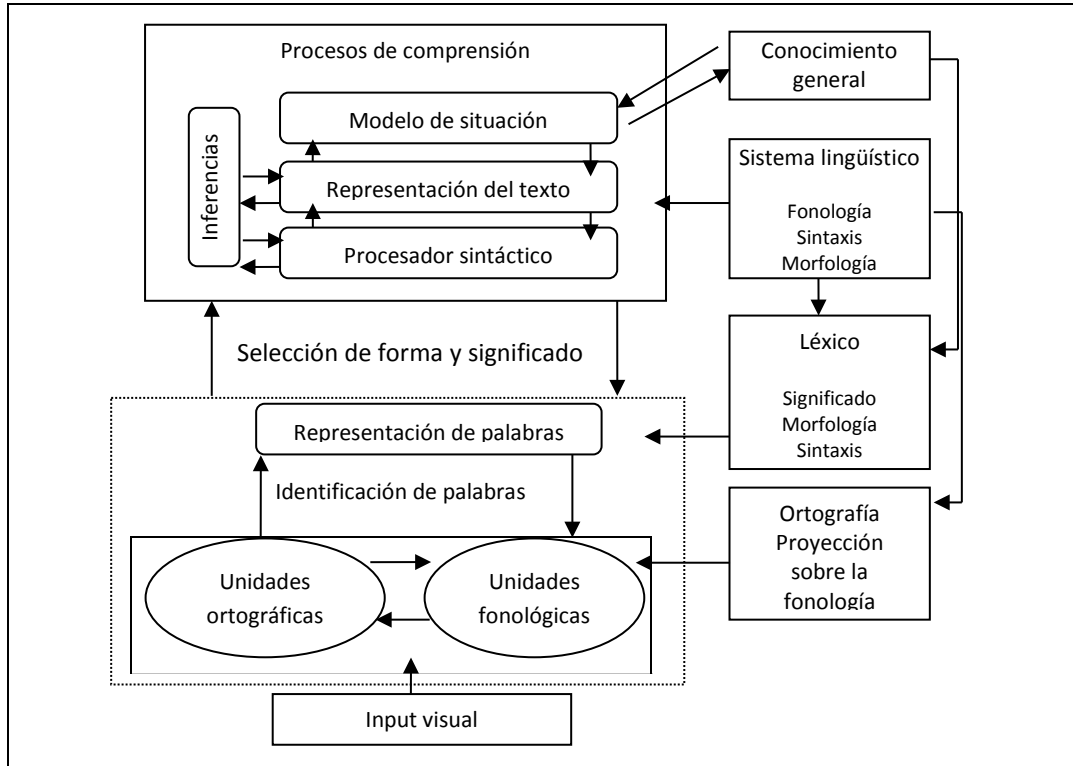 Procesos de comprensión
Modelo de situación
Inferencias
Representación del texto
Procesador sintáctico
Conocimiento
general
Sistema lingüístico
Fonología
Sintaxis
Morfología
Selección de forma y significado
Léxico
Significado
Morfología
Sintaxis
Representación de palabras
Identificación de palabras
Unidades
ortográficas
Unidades
fonológicas
Ortografía
Proyección
sobre la
fonología
Input visual